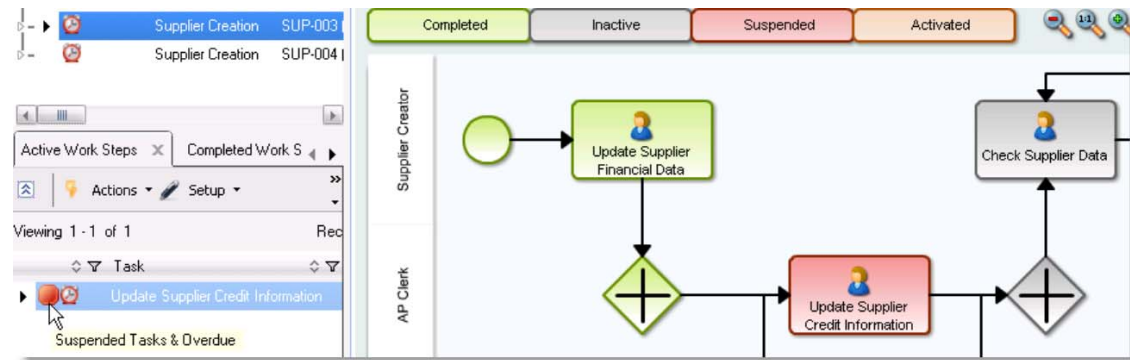 Supplier Creation SUP-003
Supplier Creation SUP-004
Active Work Steps
Completed Work S
Actions
Setup
Viewing 1 - 1 of 1
Rec
Task
Update Supplier Credit Information
Suspended Tasks & Overdue
Completed
Inactive
Suspended
Activated
1:1
Supplier Creator
Update Supplier
Financial Data
Check Supplier Data
AP Clerk
Update Supplier
Credit Information